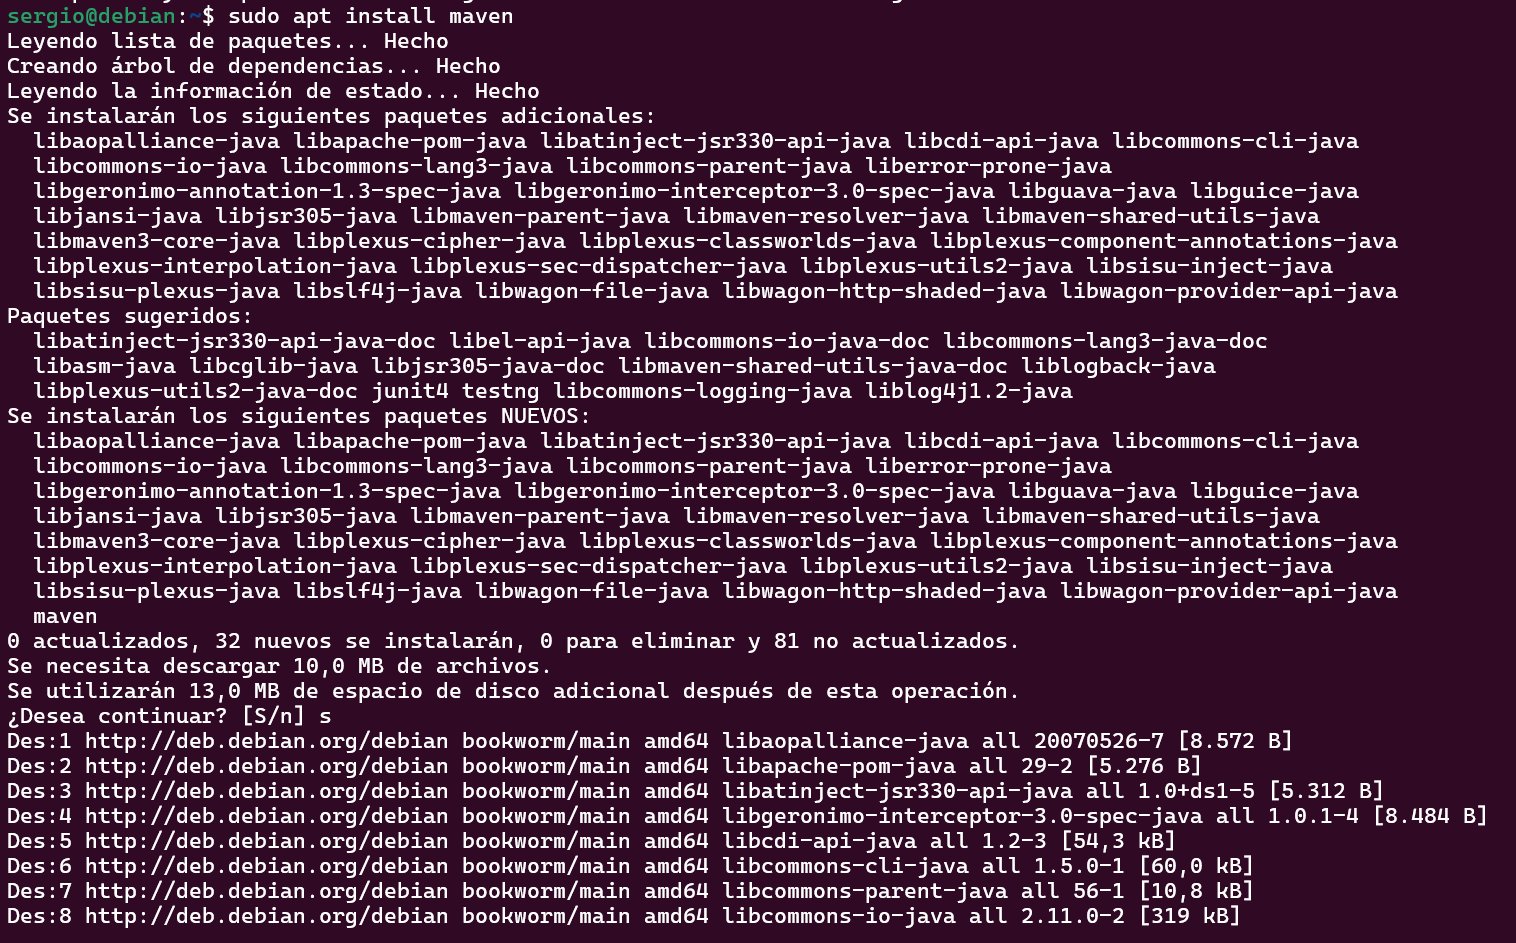 sergio@debian:~$ sudo apt install maven
Leyendo lista de paquetes... Hecho
Creando árbol de dependencias... Hecho
Leyendo la información de estado... Hecho
Se instalarán los siguientes paquetes adicionales:
  libaopalliance-java libapache-pom-java libatinject-jsr330-api-java libcdi-api-java libcommons-cli-java
  libcommons-io-java libcommons-lang3-java libcommons-parent-java liberror-prone-java
  libgeronimo-annotation-1.3-spec-java libgeronimo-interceptor-3.0-spec-java libguava-java libguice-java
  libjansi-java libjsr305-java libmaven-parent-java libmaven-resolver-java libmaven-shared-utils-java
  libmaven3-core-java libplexus-cipher-java libplexus-classworlds-java libplexus-component-annotations-java
  libplexus-interpolation-java libplexus-sec-dispatcher-java libplexus-utils2-java libsisu-inject-java
  libsisu-plexus-java libslf4j-java libwagon-file-java libwagon-http-shaded-java libwagon-provider-api-java
Paquetes sugeridos:
  libatinject-jsr330-api-java-doc libel-api-java libcommons-io-java-doc libcommons-lang3-java-doc
  libasm-java libcglib-java libjsr305-java-doc libmaven-shared-utils-java-doc liblogback-java
  libplexus-utils2-java-doc junit4 testng libcommons-logging-java liblog4j1.2-java
Se instalarán los siguientes paquetes NUEVOS:
  libaopalliance-java libapache-pom-java libatinject-jsr330-api-java libcdi-api-java libcommons-cli-java
  libcommons-io-java libcommons-lang3-java libcommons-parent-java liberror-prone-java
  libgeronimo-annotation-1.3-spec-java libgeronimo-interceptor-3.0-spec-java libguava-java libguice-java
  libjansi-java libjsr305-java libmaven-parent-java libmaven-resolver-java libmaven-shared-utils-java
  libmaven3-core-java libplexus-cipher-java libplexus-classworlds-java libplexus-component-annotations-java
  libplexus-interpolation-java libplexus-sec-dispatcher-java libplexus-utils2-java libsisu-inject-java
  libsisu-plexus-java libslf4j-java libwagon-file-java libwagon-http-shaded-java libwagon-provider-api-java
  maven
0 actualizados, 32 nuevos se instalarán, 0 para eliminar y 81 no actualizados.
Se necesita descargar 10,0 MB de archivos.
Se utilizarán 13,0 MB de espacio de disco adicional después de esta operación.
¿Desea continuar? [S/n] s
Des:1 http://deb.debian.org/debian bookworm/main amd64 libaopalliance-java all 20070526-7 [8.572 B]
Des:2 http://deb.debian.org/debian bookworm/main amd64 libapache-pom-java all 29-2 [5.276 B]
Des:3 http://deb.debian.org/debian bookworm/main amd64 libatinject-jsr330-api-java all 1.0+ds1-5 [5.312 B]
Des:4 http://deb.debian.org/debian bookworm/main amd64 libgeronimo-interceptor-3.0-spec-java all 1.0.1-4 [8.484 B]
Des:5 http://deb.debian.org/debian bookworm/main amd64 libcdi-api-java all 1.2-3 [54,3 kB]
Des:6 http://deb.debian.org/debian bookworm/main amd64 libcommons-cli-java all 1.5.0-1 [60,0 kB]
Des:7 http://deb.debian.org/debian bookworm/main amd64 libcommons-parent-java all 56-1 [10,8 kB]
Des:8 http://deb.debian.org/debian bookworm/main amd64 libcommons-io-java all 2.11.0-2 [319 kB]